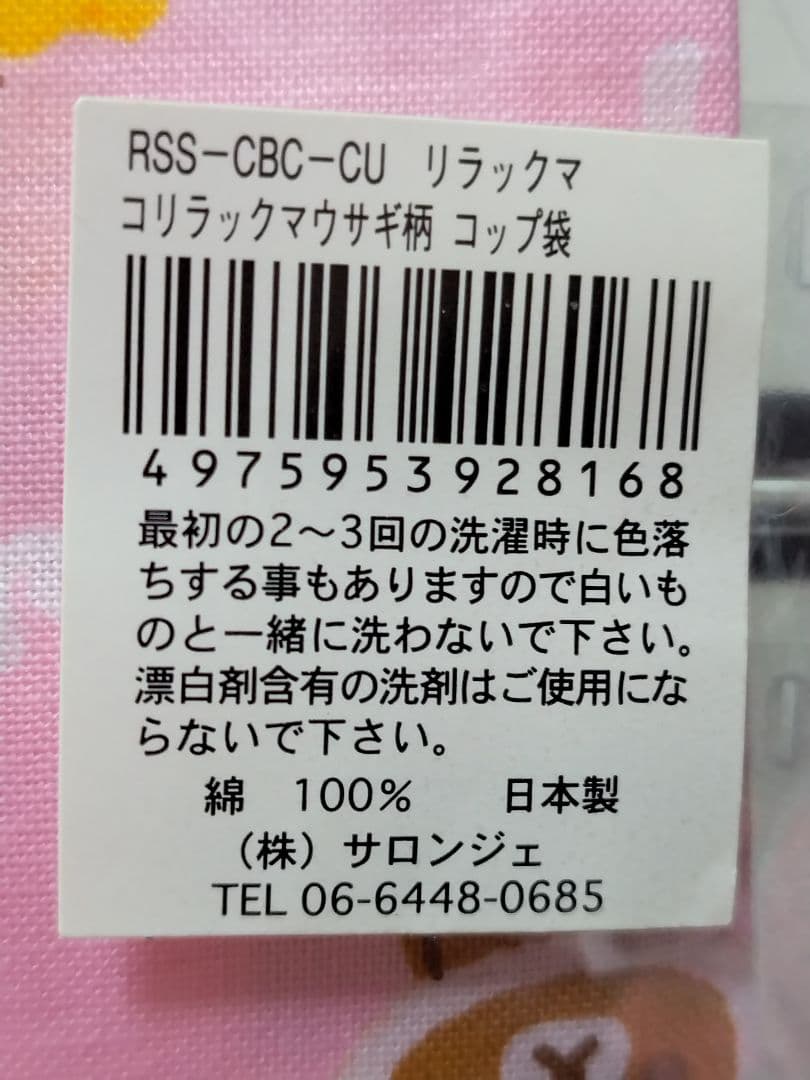 RSS-CBC-CU リラックマ
コリラックマウサギ柄 コップ袋
4975953928168
最初の2～3回の洗濯時に色落
ちする事もありますので白いも
のと一緒に洗わないで下さい。
漂白剤含有の洗剤はご使用にな
らないで下さい。
綿 100% 日本製
（株）サロンジェ
TEL 06-6448-0685